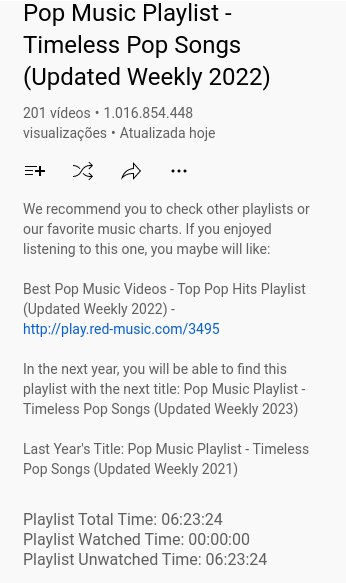 Pop Music Playlist -
Timeless Pop Songs
(Updated Weekly 2022)
201 vídeos • 1.016.854.448
visualizações • Atualizada hoje
We recommend you to check other playlists or
our favorite music charts. If you enjoyed
listening to this one, you maybe will like:
Best Pop Music Videos - Top Pop Hits Playlist
(Updated Weekly 2022) -
http://play.red-music.com/3495
In the next year, you will be able to find this
playlist with the next title: Pop Music Playlist -
Timeless Pop Songs (Updated Weekly 2023)
Last Year's Title: Pop Music Playlist - Timeless
Pop Songs (Updated Weekly 2021)
Playlist Total Time: 06:23:24
Playlist Watched Time: 00:00:00
Playlist Unwatched Time: 06:23:24